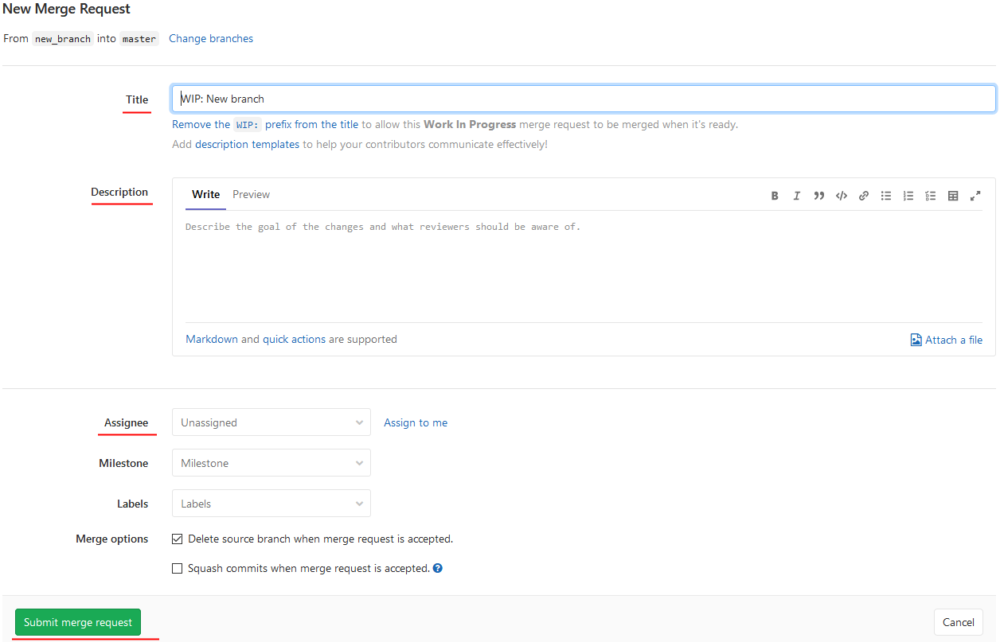 New Merge Request
From new_branch into master Change branches
Title WIP: New branch
Remove the WIP: prefix from the title to allow this Work In Progress merge request to be merged when it's ready.
Add description templates to help your contributors communicate effectively!
Description Write Preview
Describe the goal of the changes and what reviewers should be aware of.
Markdown and quick actions are supported Attach a file
Assignee Unassigned Assign to me
Milestone Milestone
Labels Labels
Merge options Delete source branch when merge request is accepted.
Squash commits when merge request is accepted.
Submit merge request Cancel